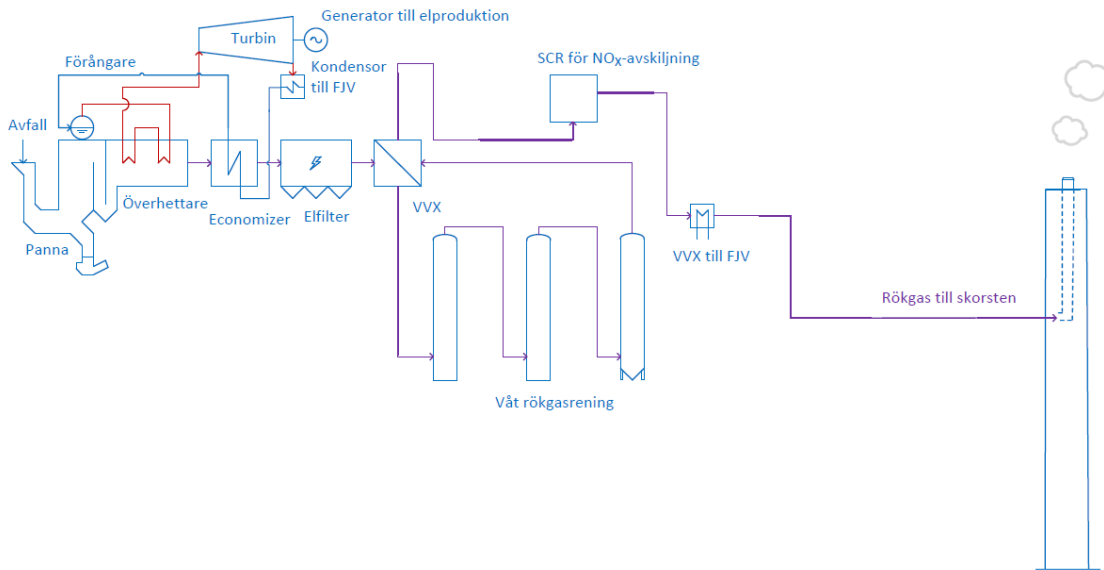 Generator till elproduktion
Turbin
SCR för NOX-avskiljning
Förångare
Kondensor
till FJV
Avfall
Överhettare
Economizer
Elfilter
VVX
Panna
VVX till FJV
Rökgas till skorsten
Våt rökgasrening